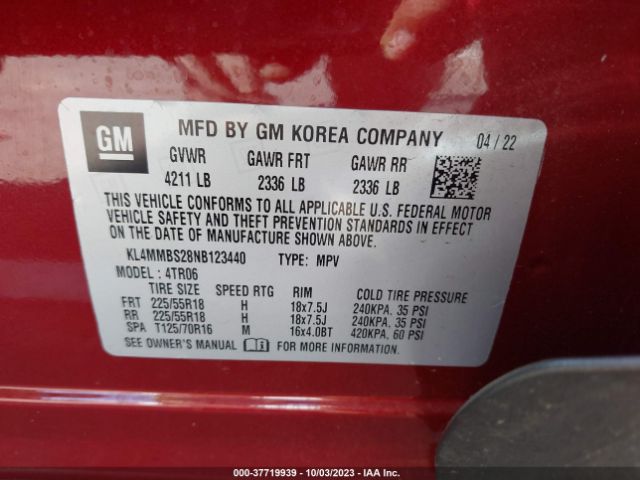 GM
MFD BY GM KOREA COMPANY 04 / 22
GVWR GAWR FRT GAWR RR
4211 LB 2336 LB 2336 LB
THIS VEHICLE CONFORMS TO ALL APPLICABLE U.S. FEDERAL MOTOR
VEHICLE SAFETY AND THEFT PREVENTION STANDARDS IN EFFECT
ON THE DATE OF MANUFACTURE SHOWN ABOVE.
KL4MMBS28NB123440 TYPE: MPV
MODEL : 4TR06
TIRE SIZE SPEED RTG RIM COLD TIRE PRESSURE
FRT 225/55R18 H 18x7.5J 240KPA, 35 PSI
RR 225/55R18 H 18x7.5J 240KPA, 35 PSI
SPA T125/70R16 M 16x4.0BT 420KPA, 60 PSI
SEE OWNER'S MANUAL FOR MORE INFORMATION.
© (0)-37719939 - 10/03/2023 - IAAI.com